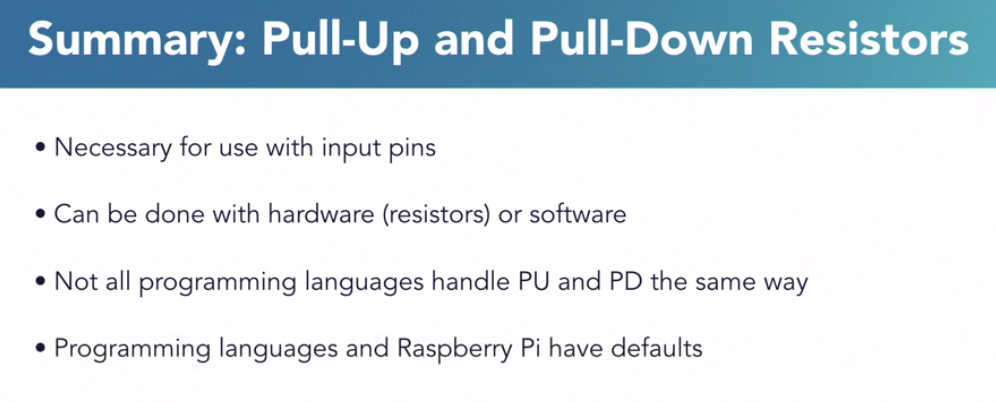 Summary: Pull-Up and Pull-Down Resistors
• Necessary for use with input pins
• Can be done with hardware (resistors) or software
• Not all programming languages handle PU and PD the same way
• Programming languages and Raspberry Pi have defaults